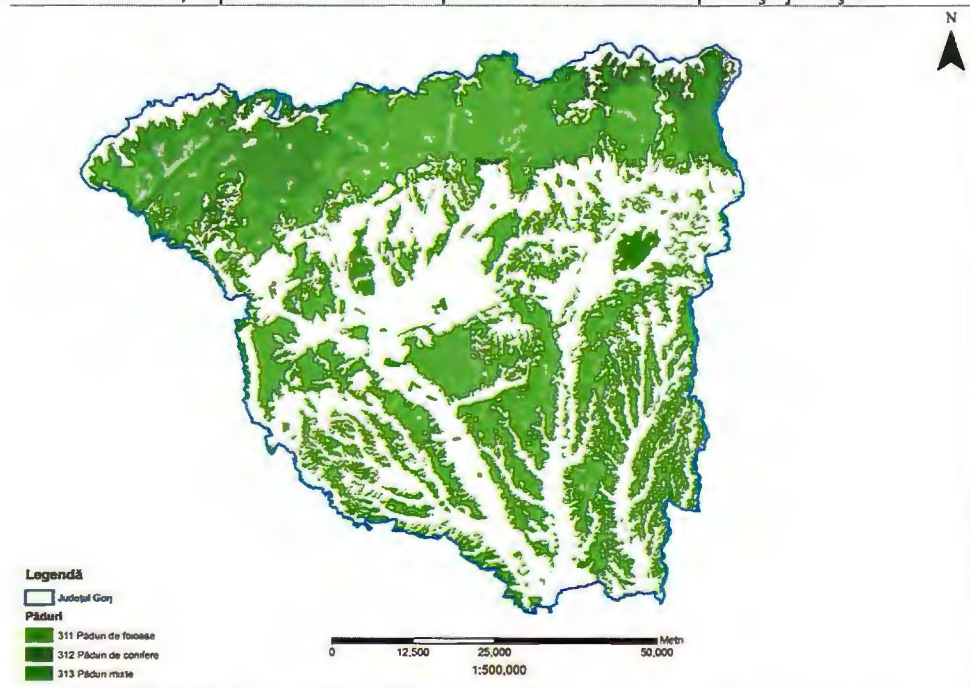 N
Legendă
Județul Gorj
Păduri
311 Păduri de foioase
312 Păduri de conifere
313 Păduri mixte
Metri
0 12,500 25,000 50,000
1:500,000